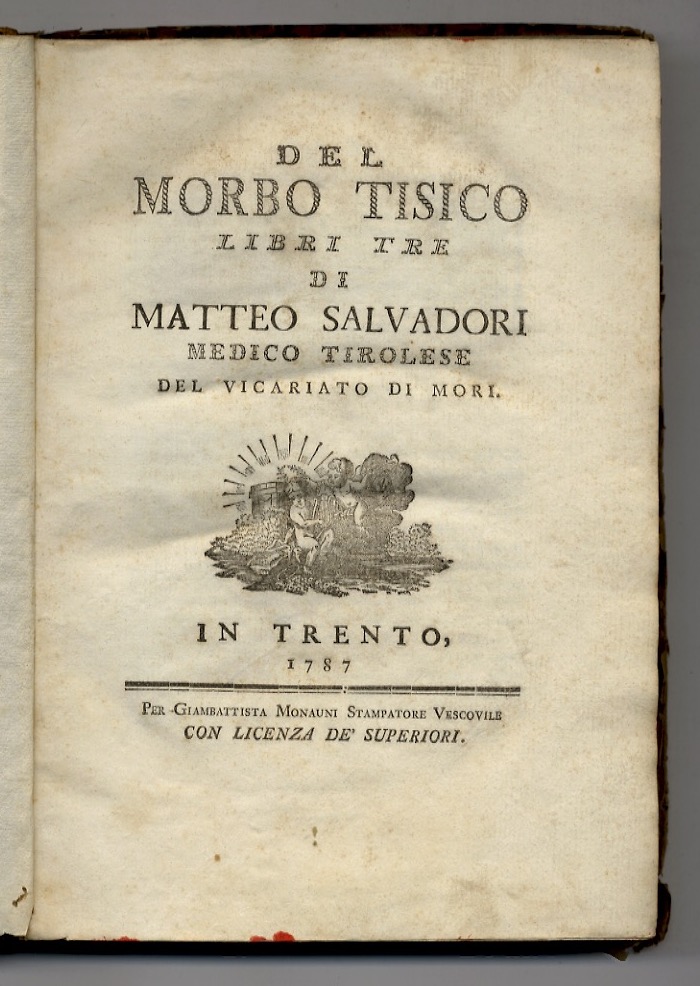 DEL
MORBO TISICO
LIBRI TRE
DI
MATTEO SALVADORI
MEDICO TIROLESE
DEL VICARIATO DI MORI.
IN TRENTO,
1787
PER GIAMBATTISTA MONAUNI STAMPATORE VESCOVILE
CON LICENZA DE' SUPERIORI.